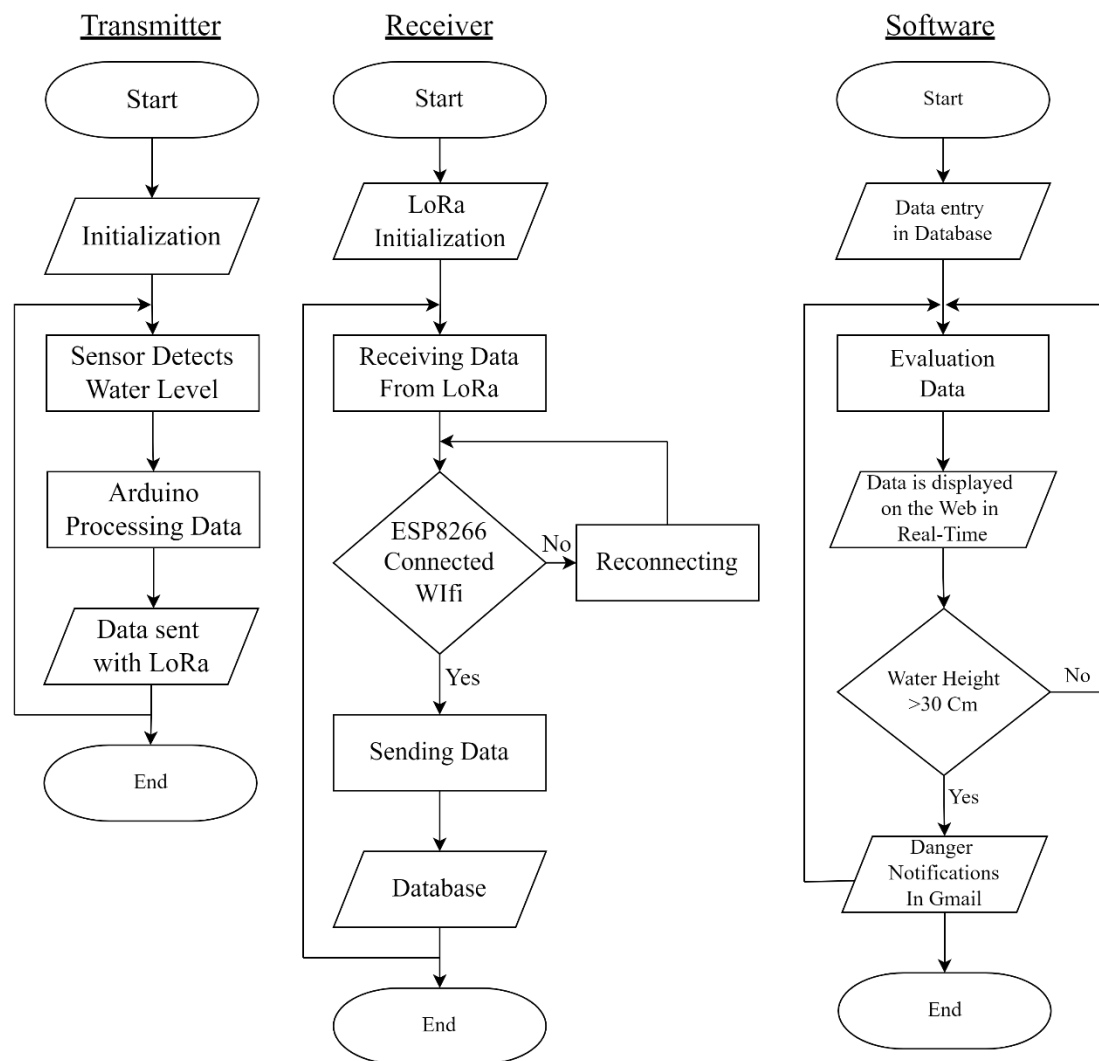 Transmitter
Start
Initialization
Sensor Detects
Water Level
Arduino
Processing Data
Data sent
with LoRa
End
Receiver
Start
LoRa
Initialization
Receiving Data
From LoRa
ESP8266
Connected
WIfi
No
Reconnecting
Yes
Sending Data
Database
End
Software
Start
Data entry
in Database
Evaluation
Data
Data is displayed
on the Web in
Real-Time
Water Height
>30 Cm
No
Yes
Danger
Notifications
In Gmail
End